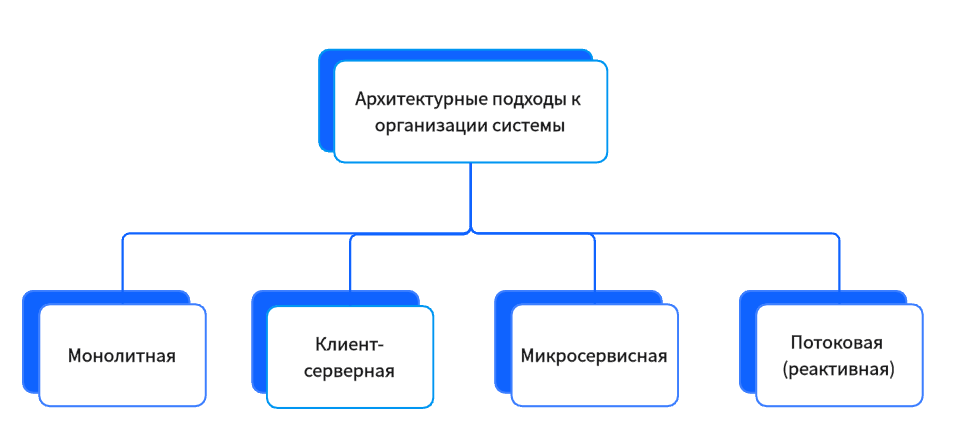 Архитектурные подходы к
организации системы
Монолитная
Клиент-
серверная
Микросервисная
Потоковая
(реактивная)